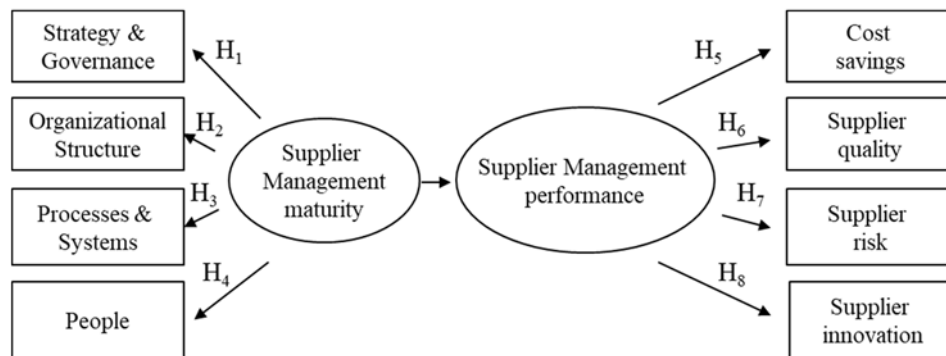 Strategy &
Governance
H₁
Organizational
Structure
H₂
Processes &
Systems
H₃
People
H₄
Supplier
Management
maturity
Supplier Management
performance
H₅
Cost
savings
H₆
Supplier
quality
H₇
Supplier
risk
H₈
Supplier
innovation